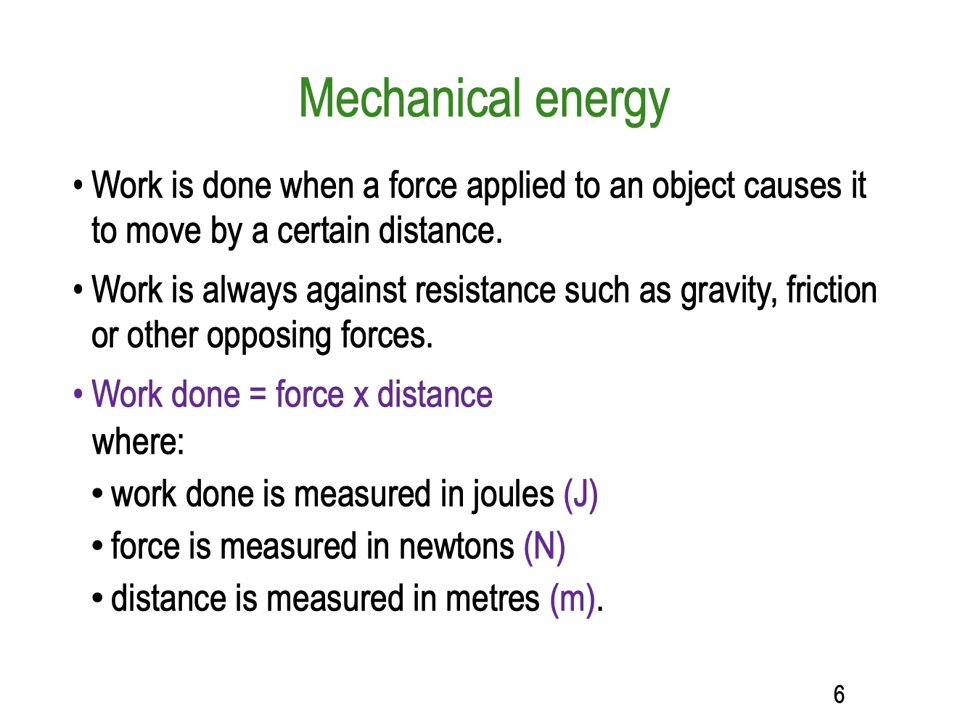 Mechanical energy
• Work is done when a force applied to an object causes it
to move by a certain distance.
• Work is always against resistance such as gravity, friction
or other opposing forces.
• Work done = force x distance
where:
• work done is measured in joules (J)
• force is measured in newtons (N)
• distance is measured in metres (m).
6